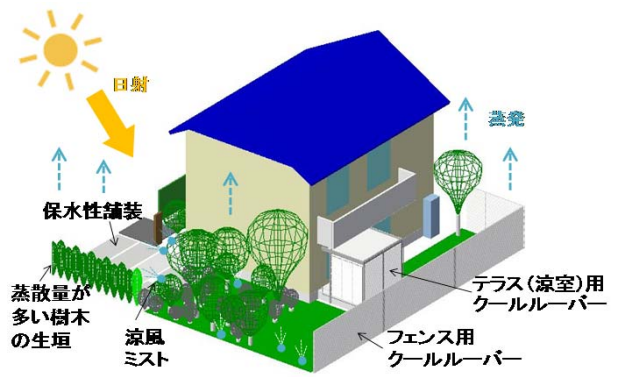 日射
蒸発
保水性舗装
蒸散量が
多い樹木
の生垣
涼風
ミスト
テラス(涼室)用
クールルーバー
フェンス用
クールルーバー